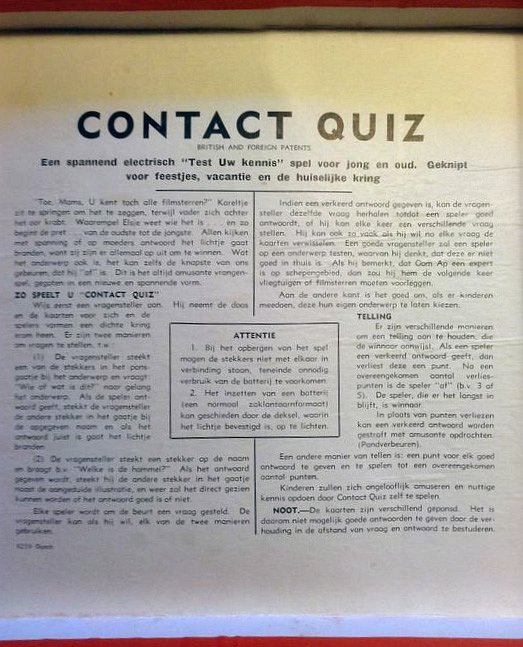 CONTACT QUIZ
BRITISH AND FOREIGN PATENTS
Een spannend electrisch "Test Uw kennis" spel voor jong en oud. Geknipt
voor feestjes, vacantie en de huiselijke kring
"Toe, Mama, U kent toch alle filmsterren?" Kareltje
zit te springen om het te zeggen, terwijl vader zich achter
het oor krabt. Waarempel Elsje weet wie het is ... en zo
begint de pret ... van de oudste tot de jongste. Allen kijken
met spanning of op moeders antwoord het lichtje gaat
branden, want zij zijn er allemaal op uit om te winnen. Wat
het onderwerp ook is, het kan zelfs de knapste van ons
gebeuren, dat hij "af" is. Dit is het altijd amusante vrangen-
spel, gegoten in een nieuwe en spannende vorm.
ZO SPEELT U "CONTACT QUIZ"
Wijs eerst een vragensteller aan. Hij neemt de doos
en de kaarten voor zich en de
spelers vormen een dichte kring
erom heen. Er zijn twee manieren
om vragen te stellen, t.w.
(1) De vragensteller steekt
een van de stekkers in het pons-
gaatje bij het onderwerp en vraagt:
"Wie of wat is dit?" naar gelang
het onderwerp. Als de speler ant-
woord geeft, steekt de vragensteller
de andere stekker in het gaatje bij
de opgegeven naam en als het
antwoord juist is gaat het lichtje
branden.
(2) De vragensteller steekt een stekker op de naam
en vraagt b.v. "Welke is de hommel?" Als het antwoord
gegeven wordt, steekt hij de andere stekker in het gaatje
naast de aangeduide illustratie, en weer zal het direct gezien
kunnen worden of het antwoord goed is of niet.
Elke speler wordt om de beurt een vraag gesteld. De
vragensteller kan als hij wil, elk van de twee manieren
gebruiken.
Dutch
ATTENTIE
1. Bij het opbergen van het spel
mogen de stekkers niet met elkaar in
verbinding staan, teneinde onnodig
verbruik van de batterij te voorkomen.
2. Het inzetten van een batterij
(een normaal zaklantaarnformaat)
kan geschieden door de deksel, waarin
het lichtje bevestigd is, op te lichten.
Indien een verkeerd antwoord gegeven is, kan de vragen-
steller dezelfde vraag herhalen totdat een speler goed
antwoordt, of hij kan elke keer een verschillende vraag
stellen. Hij kan ook zo vaak als hij wil na elke vraag de
kaarten verwisselen. Een goede vragensteller zal een speler
op een onderwerp testen, waarvan hij denkt, dat deze er niet
goed in thuis is. Als hij bemerkt, dat Oom Ap een expert
is op schepengebied, dan zou hij hem de volgende keer
vliegtuigen of filmsterren moeten voorleggen.
Aan de andere kant is het goed om, als er kinderen
meedoen, deze hun eigen onderwerp te laten kiezen.
TELLING
Er zijn verschillende manieren
om een telling aan te houden, die
de winnaar aanwijst. Als een speler
een verkeerd antwoord geeft, dan
verliest deze een punt. Na een
overeengekomen aantal verlies-
punten is de speler "af" (b.v. 3 of
5). De speler, die er het langst in
blijft, is winnaar.
In plaats van punten verliezen
kan een verkeerd antwoord worden
gestraft met amusante opdrachten.
(Pandverbeuren).
Een andere manier van tellen is: een punt voor elk goed
antwoord te geven en te spelen tot een overeengekomen
aantal punten.
Kinderen zullen zich ongelooflijk amuseren en nuttige
kennis opdoen door Contact Quiz zelf te spelen.
NOOT.—De kaarten zijn verschillend geponsd. Het is
daarom niet mogelijk goede antwoorden te geven door de ver-
houding in de afstand van vraag en antwoord te bestuderen.